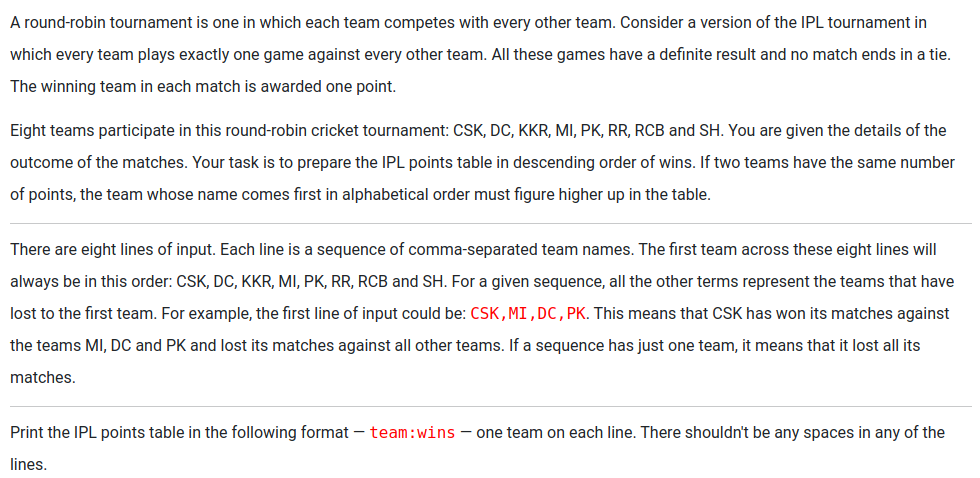 A round-robin tournament is one in which each team competes with every other team. Consider a version of the IPL tournament in
which every team plays exactly one game against every other team. All these games have a definite result and no match ends in a tie.
The winning team in each match is awarded one point.
Eight teams participate in this round-robin cricket tournament: CSK, DC, KKR, MI, PK, RR, RCB and SH. You are given the details of the
outcome of the matches. Your task is to prepare the IPL points table in descending order of wins. If two teams have the same number
of points, the team whose name comes first in alphabetical order must figure higher up in the table.
There are eight lines of input. Each line is a sequence of comma-separated team names. The first team across these eight lines will
always be in this order: CSK, DC, KKR, MI, PK, RR, RCB and SH. For a given sequence, all the other terms represent the teams that have
lost to the first team. For example, the first line of input could be: CSK,MI,DC,PK. This means that CSK has won its matches against
the teams MI, DC and PK and lost its matches against all other teams. If a sequence has just one team, it means that it lost all its
matches.
Print the IPL points table in the following format — team:wins — one team on each line. There shouldn't be any spaces in any of the
lines.